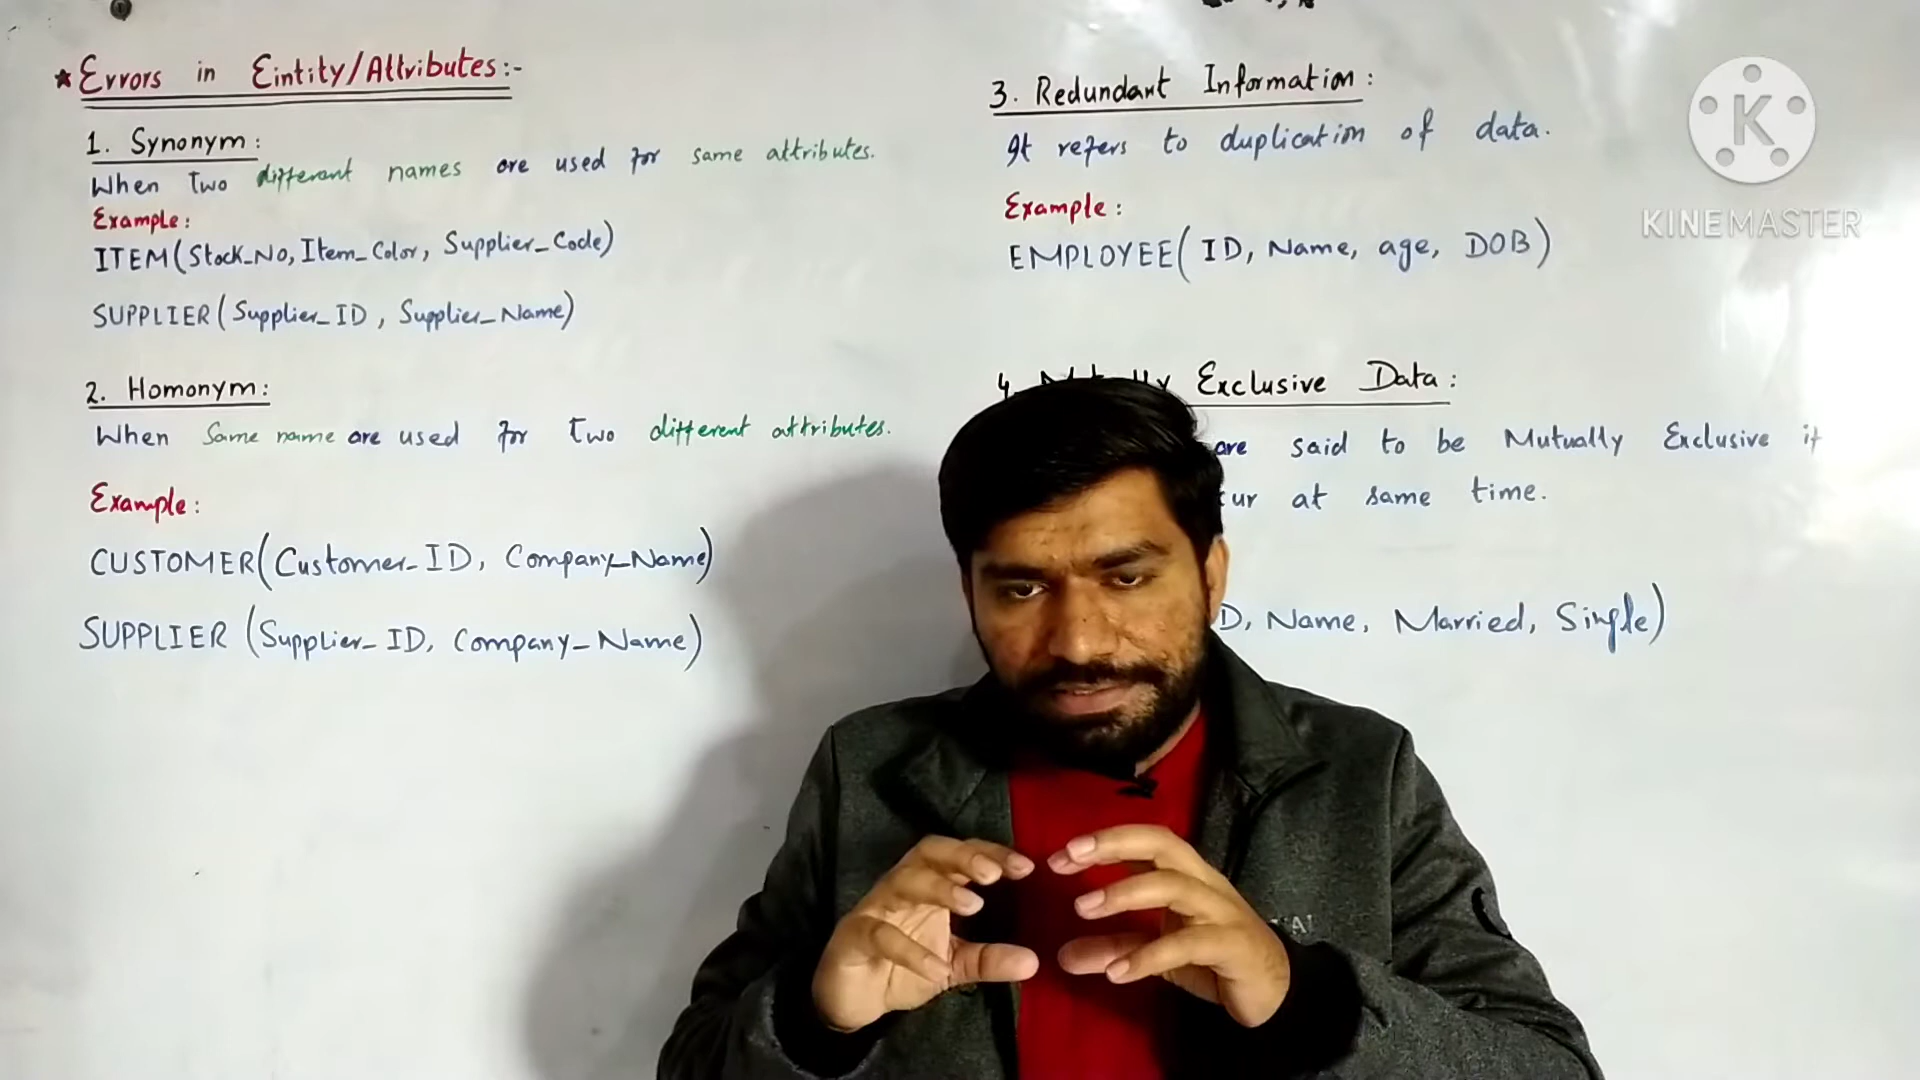 ★ Errors in Eintity/Attributes:-
1. Synonym:
When Two different names are used for same attributes.
Example:
ITEM(Stock_No, Item_Color, Supplier_Code)
SUPPLIER(Supplier_ID, Supplier_Name)
2. Homonym:
When Same name are used for two different attributes.
Example:
CUSTOMER(Customer_ID, Company_Name)
SUPPLIER (Supplier_ID, Company_Name)
3. Redundant Information:
It refers to duplication of data.
Example:
EMPLOYEE(ID, Name, age, DOB)
4. Exclusive Data:
are said to be Mutually Exclusive if
at same time.
D, Name, Married, Single)
K
KINEMASTER